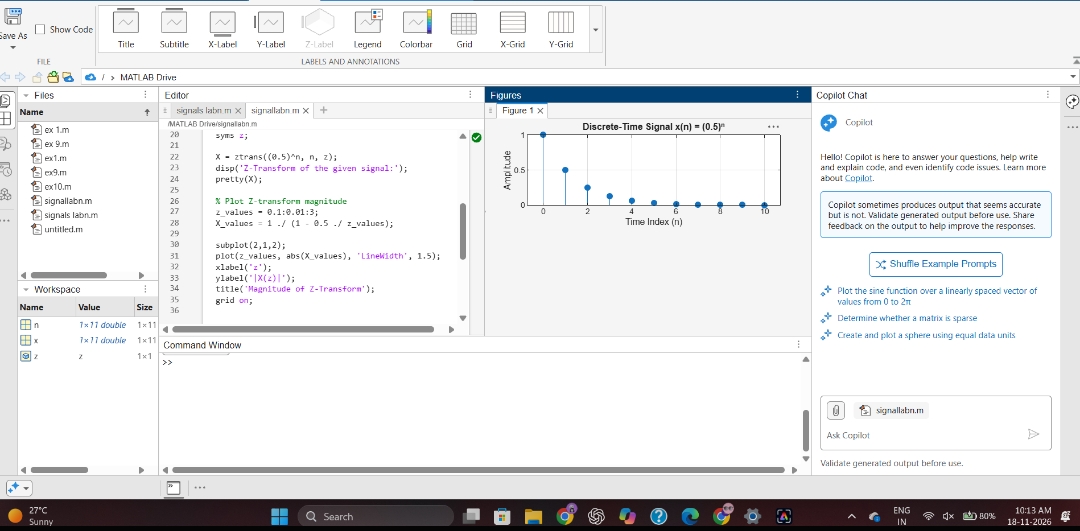 Save As
Show Code
Title
Subtitle
X-Label
Y-Label
Z-Label
Legend
Colorbar
Grid
X-Grid
Y-Grid
FILE
LABELS AND ANNOTATIONS
/ > MATLAB Drive
Files
Name
ex 1.m
ex 9.m
ex1.m
ex9.m
ex10.m
signallabn.m
signals labn.m
untitled.m
Workspace
Name Value Size
n 1×11 double 1×11
x 1×11 double 1×11
z z 1×1
Editor
signals labn m × signallabn m × +
/MATLAB Drive/signallabn.m
20 syms z;
21
22 X = ztrans((0.5)^n, n, z);
23 disp('Z-Transform of the given signal:');
24 pretty(X);
25
26 % Plot Z-transform magnitude
27 z_values = 0.1:0.01:3;
28 X_values = 1 ./ (1 - 0.5 ./ z_values);
29
30 subplot(2,1,2);
31 plot(z_values, abs(X_values), 'LineWidth', 1.5);
32 xlabel('z');
33 ylabel('|X(z)|');
34 title('Magnitude of Z-Transform');
35 grid on;
36
Figures
Figure 1 ×
Discrete-Time Signal x(n) = (0.5)ⁿ
Amplitude
1
0.5
0
0 2 4 6 8 10
Time Index (n)
Command Window
>>
Copilot Chat
Copilot
Hello! Copilot is here to answer your questions, help write
and explain code, and even identify code issues. Learn more
about Copilot.
Copilot sometimes produces output that seems accurate
but is not. Validate generated output before use. Share
feedback on the output to help improve the responses.
Shuffle Example Prompts
Plot the sine function over a linearly spaced vector of
values from 0 to 2π
Determine whether a matrix is sparse
Create and plot a sphere using equal data units
signallabn.m
Ask Copilot
Validate generated output before use.
27°C
Sunny
Search
ENG
IN
80%
10:13 AM
18-11-2026